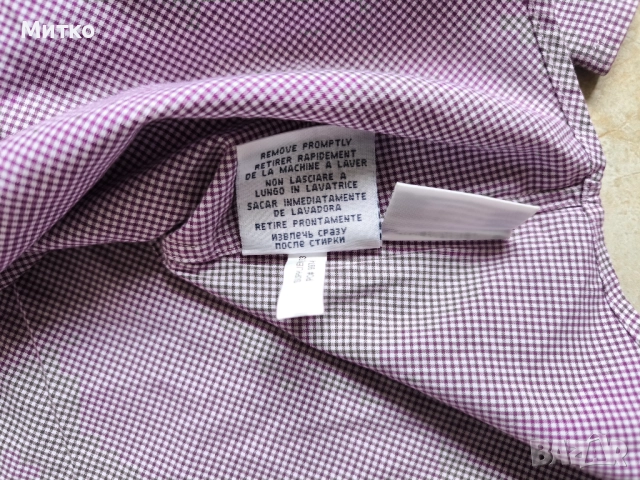 Митко
REMOVE PROMPTLY
RETIRER RAPIDEMENT
DE LA MACHINE A LAVER
NON LASCIARE A
LUNGO IN LAVATRICE
SACAR INMEDIATAMENTE
DE LAVADORA
RETIRE PRONTAMENTE
ИЗВЛЕЧЬ СРАЗУ
ПОСЛЕ СТИРКИ